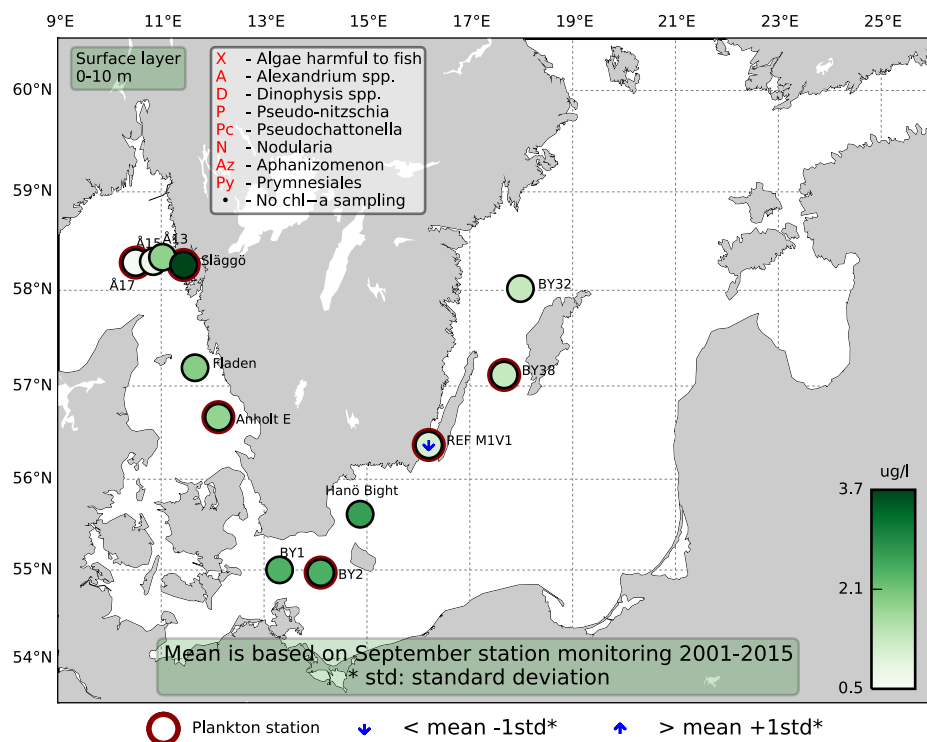 9°E 11°E 13°E 15°E 17°E 19°E 21°E 23°E 25°E
Surface layer
0-10 m
X - Algae harmful to fish
A - Alexandrium spp.
D - Dinophysis spp.
P - Pseudo-nitzschia
Pc - Pseudochattonella
N - Nodularia
Az - Aphanizomenon
Py - Prymnesiales
• - No chl−a sampling
60°N
59°N
58°N
57°N
56°N
55°N
54°N
Å15
Å13
Släggö
Å17
BY32
Fladen
BY38
Anholt E
REF M1V1
Hanö Bight
BY1
BY2
ug/l
3.7
2.1
0.5
Mean is based on September station monitoring 2001-2015
* std: standard deviation
Plankton station
< mean -1std*
> mean +1std*